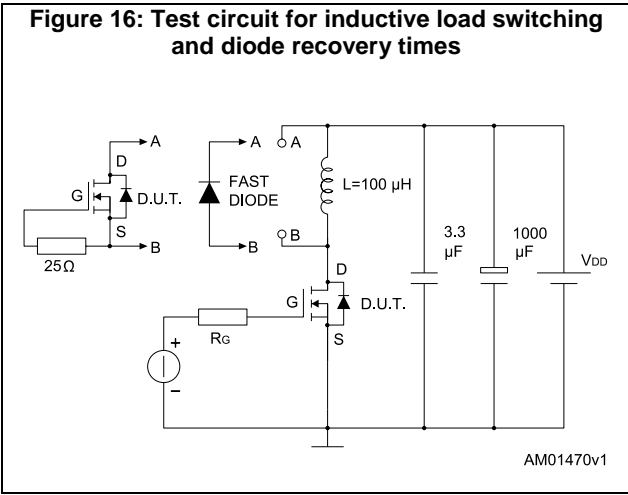 Figure 16: Test circuit for inductive load switching
and diode recovery times
A
D
G
D.U.T.
S
B
25Ω
A
FAST
DIODE
B
A
L=100 µH
B
D
G
D.U.T.
S
RG
+
−
3.3
µF
1000
µF
VDD
AM01470v1